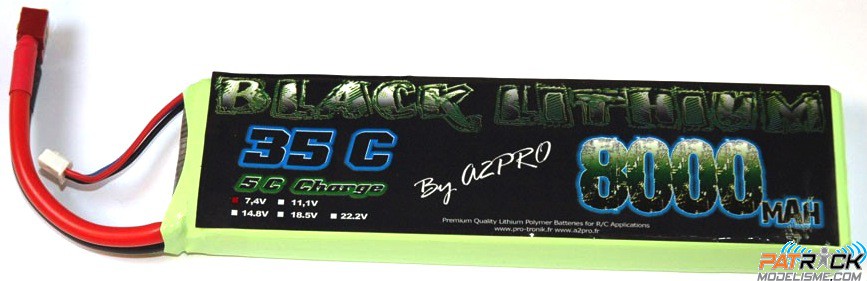 BLACK LITHIUM
35 C
5 C Charge
7,4V 11,1V
14.8V 18.5V 22.2V
By A2PRO
8000 MAH
Premium Quality Lithium Polymer Batteries for R/C Applications
www.pro-tronik.fr www.a2pro.fr
PATRICK
MODELISME.COM